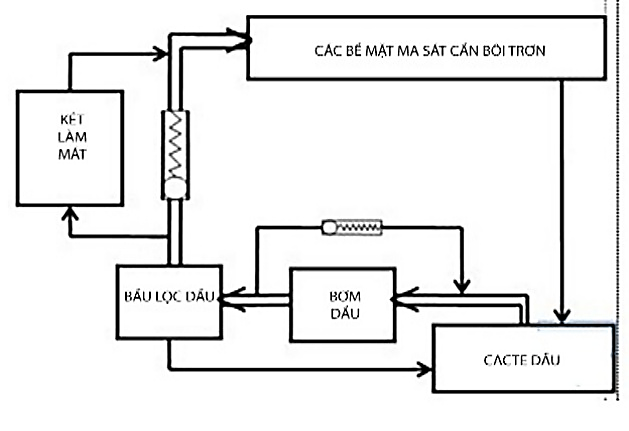 CÁC BỀ MẶT MA SÁT CẦN BÔI TRƠN
KÉT
LÀM
MÁT
BẦU LỌC DẦU
BƠM
DẦU
CACTE DẦU